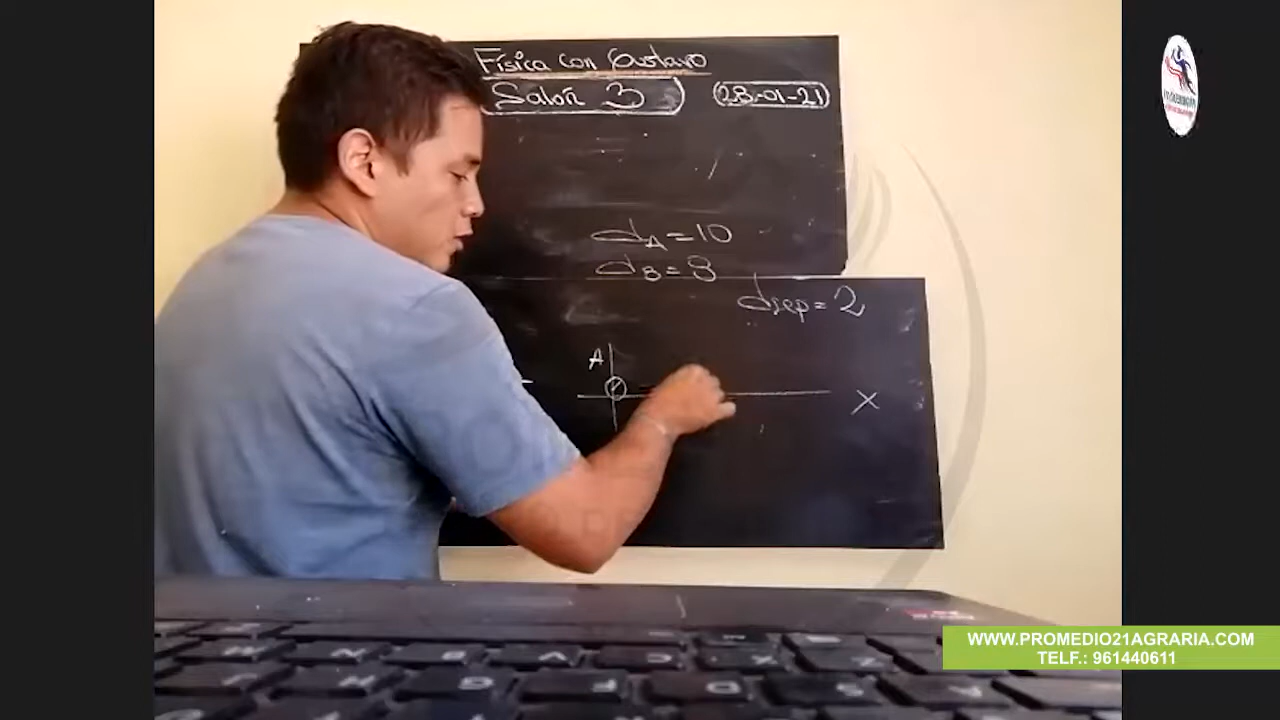 Física con Gustavo
Salón 3
28-01-21
dA=10
dB=8
dsep=2
A
X
WWW.PROMEDIO21AGRARIA.COM
TELF.: 961440611